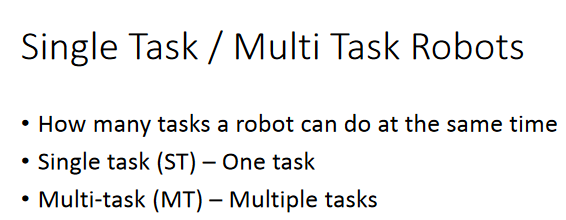 Single Task / Multi Task Robots
• How many tasks a robot can do at the same time
• Single task (ST) – One task
• Multi-task (MT) – Multiple tasks